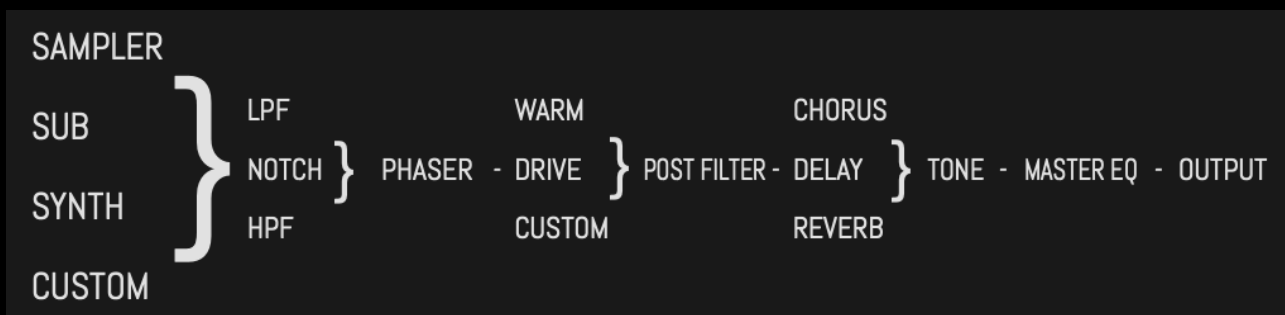 SAMPLER
SUB
SYNTH
CUSTOM
}
LPF
NOTCH
HPF
}
PHASER -
WARM
DRIVE
CUSTOM
}
POST FILTER -
CHORUS
DELAY
REVERB
}
TONE - MASTER EQ - OUTPUT